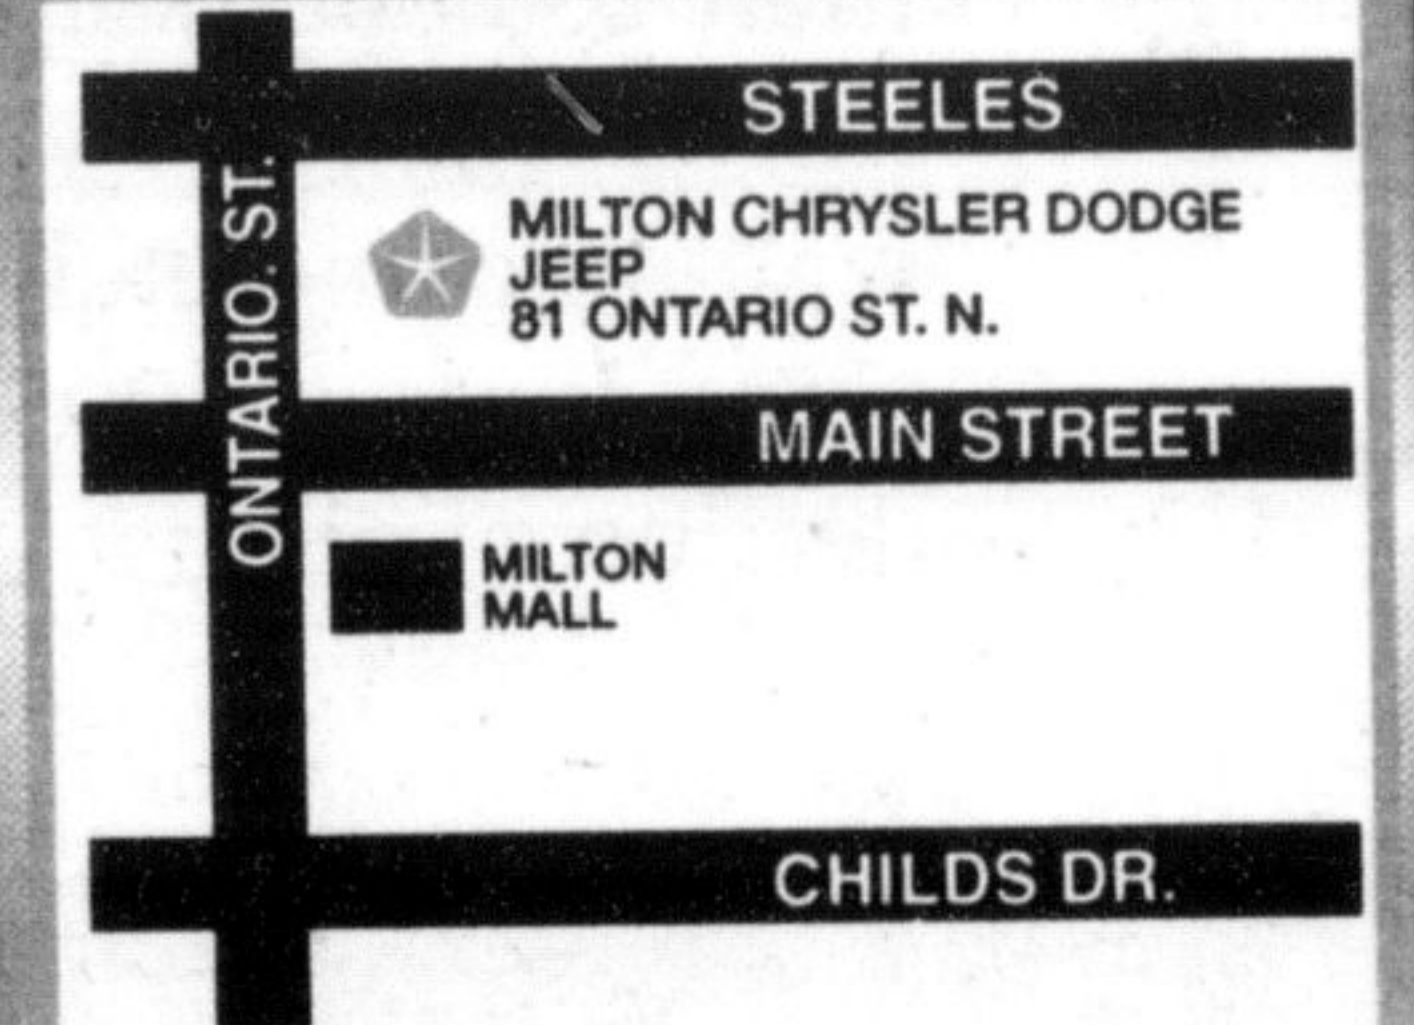 STEELES
ONTARIO. ST.
MILTON CHRYSLER DODGE
JEEP
81 ONTARIO ST. N.
MAIN STREET
MILTON
MALL
CHILDS DR.